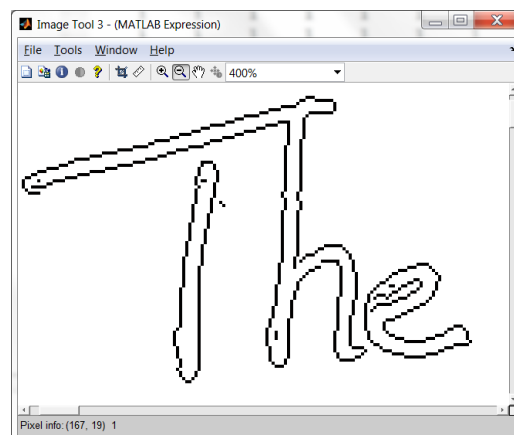 Image Tool 3 - (MATLAB Expression)
File Tools Window Help
400%
The
Pixel info: (167, 19) 1